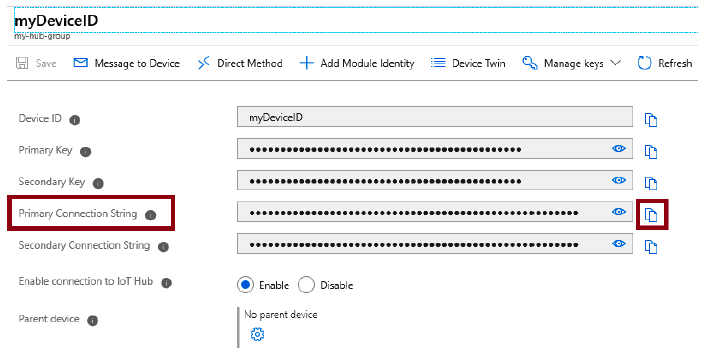 myDeviceID
my-hub-group
Save Message to Device Direct Method Add Module Identity Device Twin Manage keys Refresh
Device ID myDeviceID
Primary Key ••••••••••••••••••••••••••••••••••••••••••••
Secondary Key ••••••••••••••••••••••••••••••••••••••••••••
Primary Connection String •••••••••••••••••••••••••••••••••••••••••••••••••••••
Secondary Connection String •••••••••••••••••••••••••••••••••••••••••••••••••••••
Enable connection to IoT Hub Enable Disable
Parent device No parent device